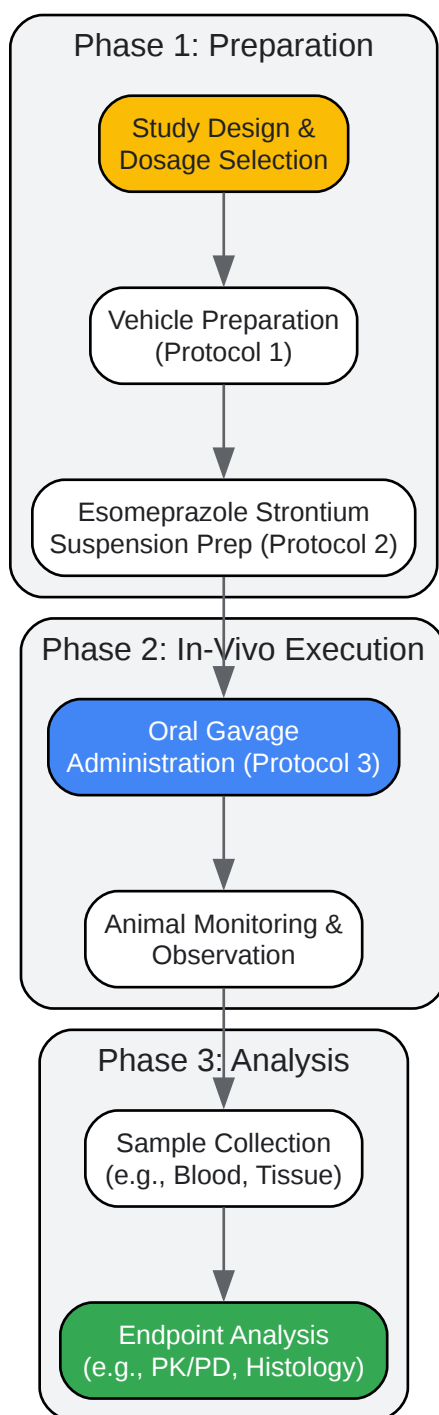 Phase 1: Preparation
Study Design &
Dosage Selection
Vehicle Preparation
(Protocol 1)
Esomeprazole Strontium
Suspension Prep (Protocol 2)
Phase 2: In-Vivo Execution
Oral Gavage
Administration (Protocol 3)
Animal Monitoring &
Observation
Phase 3: Analysis
Sample Collection
(e.g., Blood, Tissue)
Endpoint Analysis
(e.g., PK/PD, Histology)